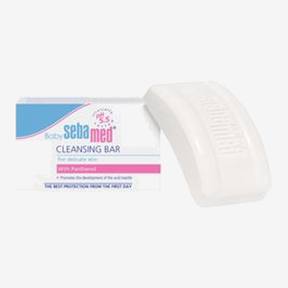 pH
5.5
Baby sebamed®
CLEANSING BAR
for delicate skin
With Panthenol
• Promotes the development of the acid mantle
THE BEST PROTECTION FROM THE FIRST DAY